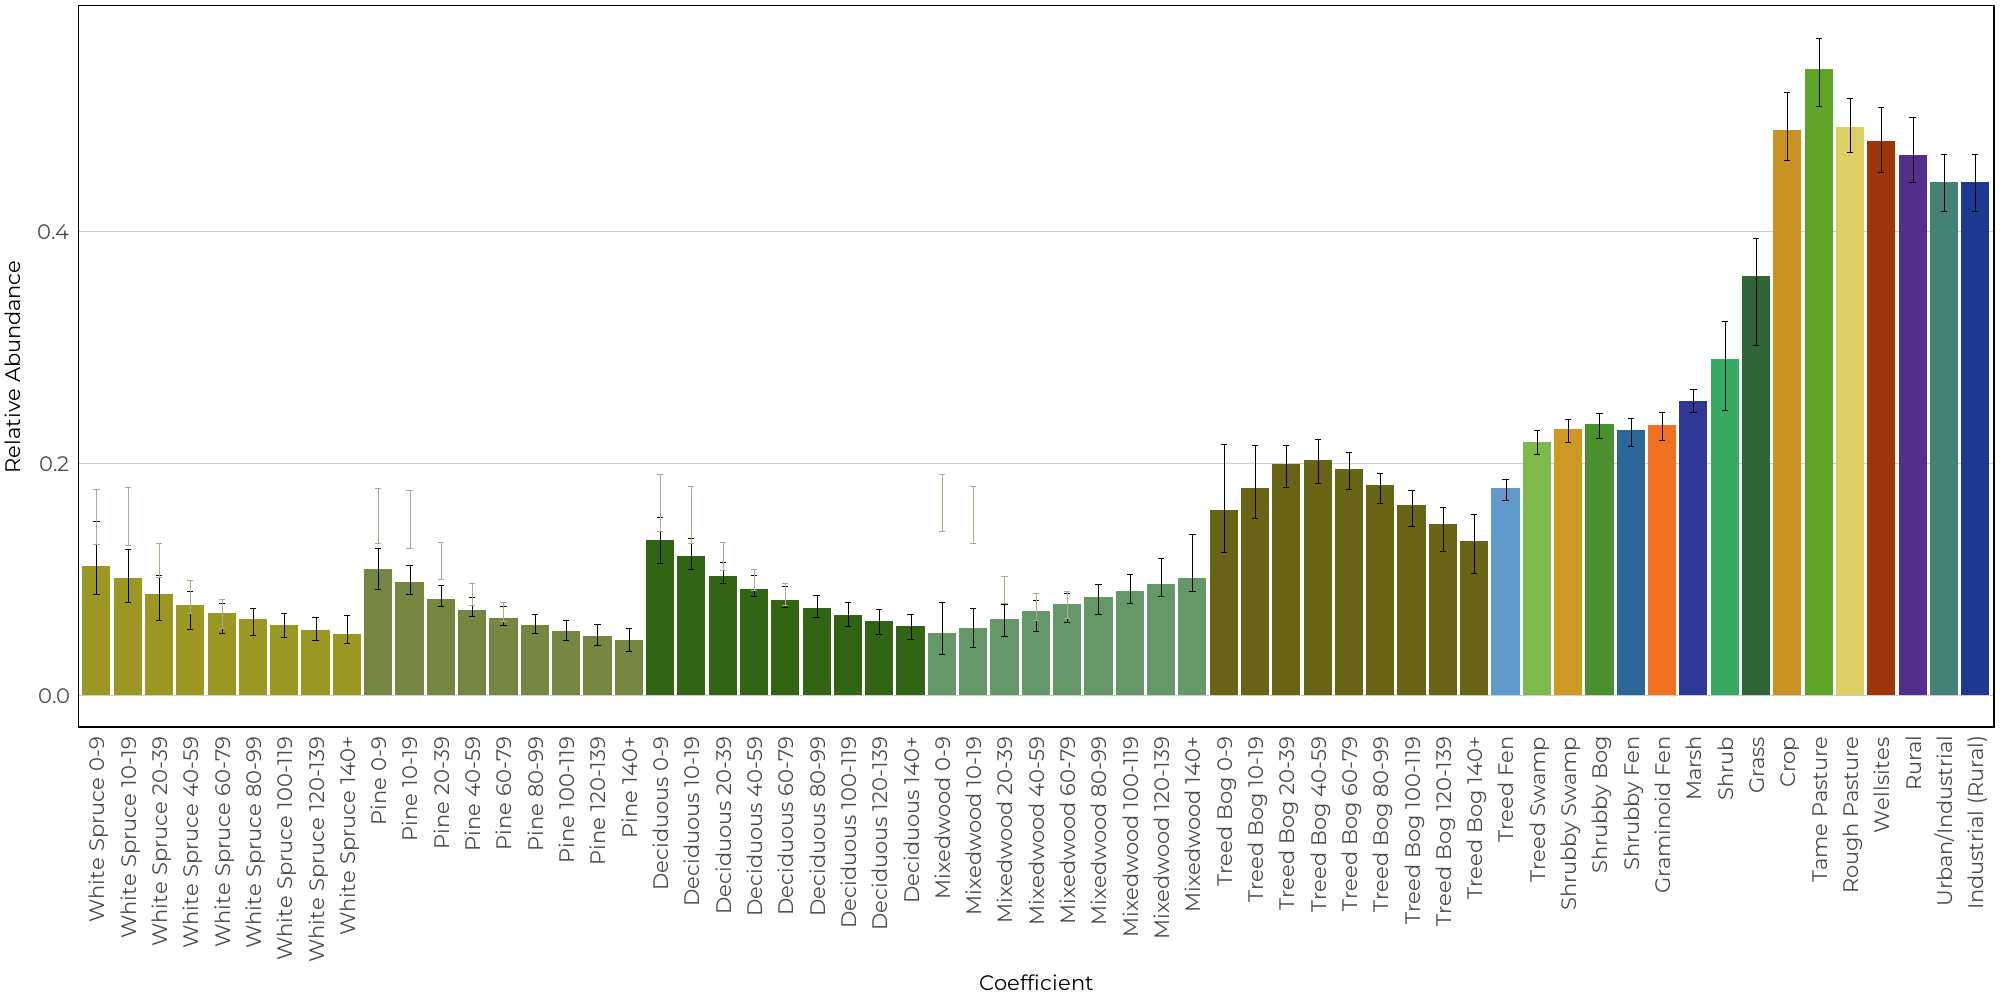 Relative Abundance
0.4
0.2
0.0
White Spruce 0-9
White Spruce 10-19
White Spruce 20-39
White Spruce 40-59
White Spruce 60-79
White Spruce 80-99
White Spruce 100-119
White Spruce 120-139
White Spruce 140+
Pine 0-9
Pine 10-19
Pine 20-39
Pine 40-59
Pine 60-79
Pine 80-99
Pine 100-119
Pine 120-139
Pine 140+
Deciduous 0-9
Deciduous 10-19
Deciduous 20-39
Deciduous 40-59
Deciduous 60-79
Deciduous 80-99
Deciduous 100-119
Deciduous 120-139
Deciduous 140+
Mixedwood 0-9
Mixedwood 10-19
Mixedwood 20-39
Mixedwood 40-59
Mixedwood 60-79
Mixedwood 80-99
Mixedwood 100-119
Mixedwood 120-139
Mixedwood 140+
Treed Bog 0-9
Treed Bog 10-19
Treed Bog 20-39
Treed Bog 40-59
Treed Bog 60-79
Treed Bog 80-99
Treed Bog 100-119
Treed Bog 120-139
Treed Bog 140+
Treed Fen
Treed Swamp
Shrubby Swamp
Shrubby Bog
Shrubby Fen
Graminoid Fen
Marsh
Shrub
Grass
Crop
Tame Pasture
Rough Pasture
Wellsites
Rural
Urban/Industrial
Industrial (Rural)
Coefficient